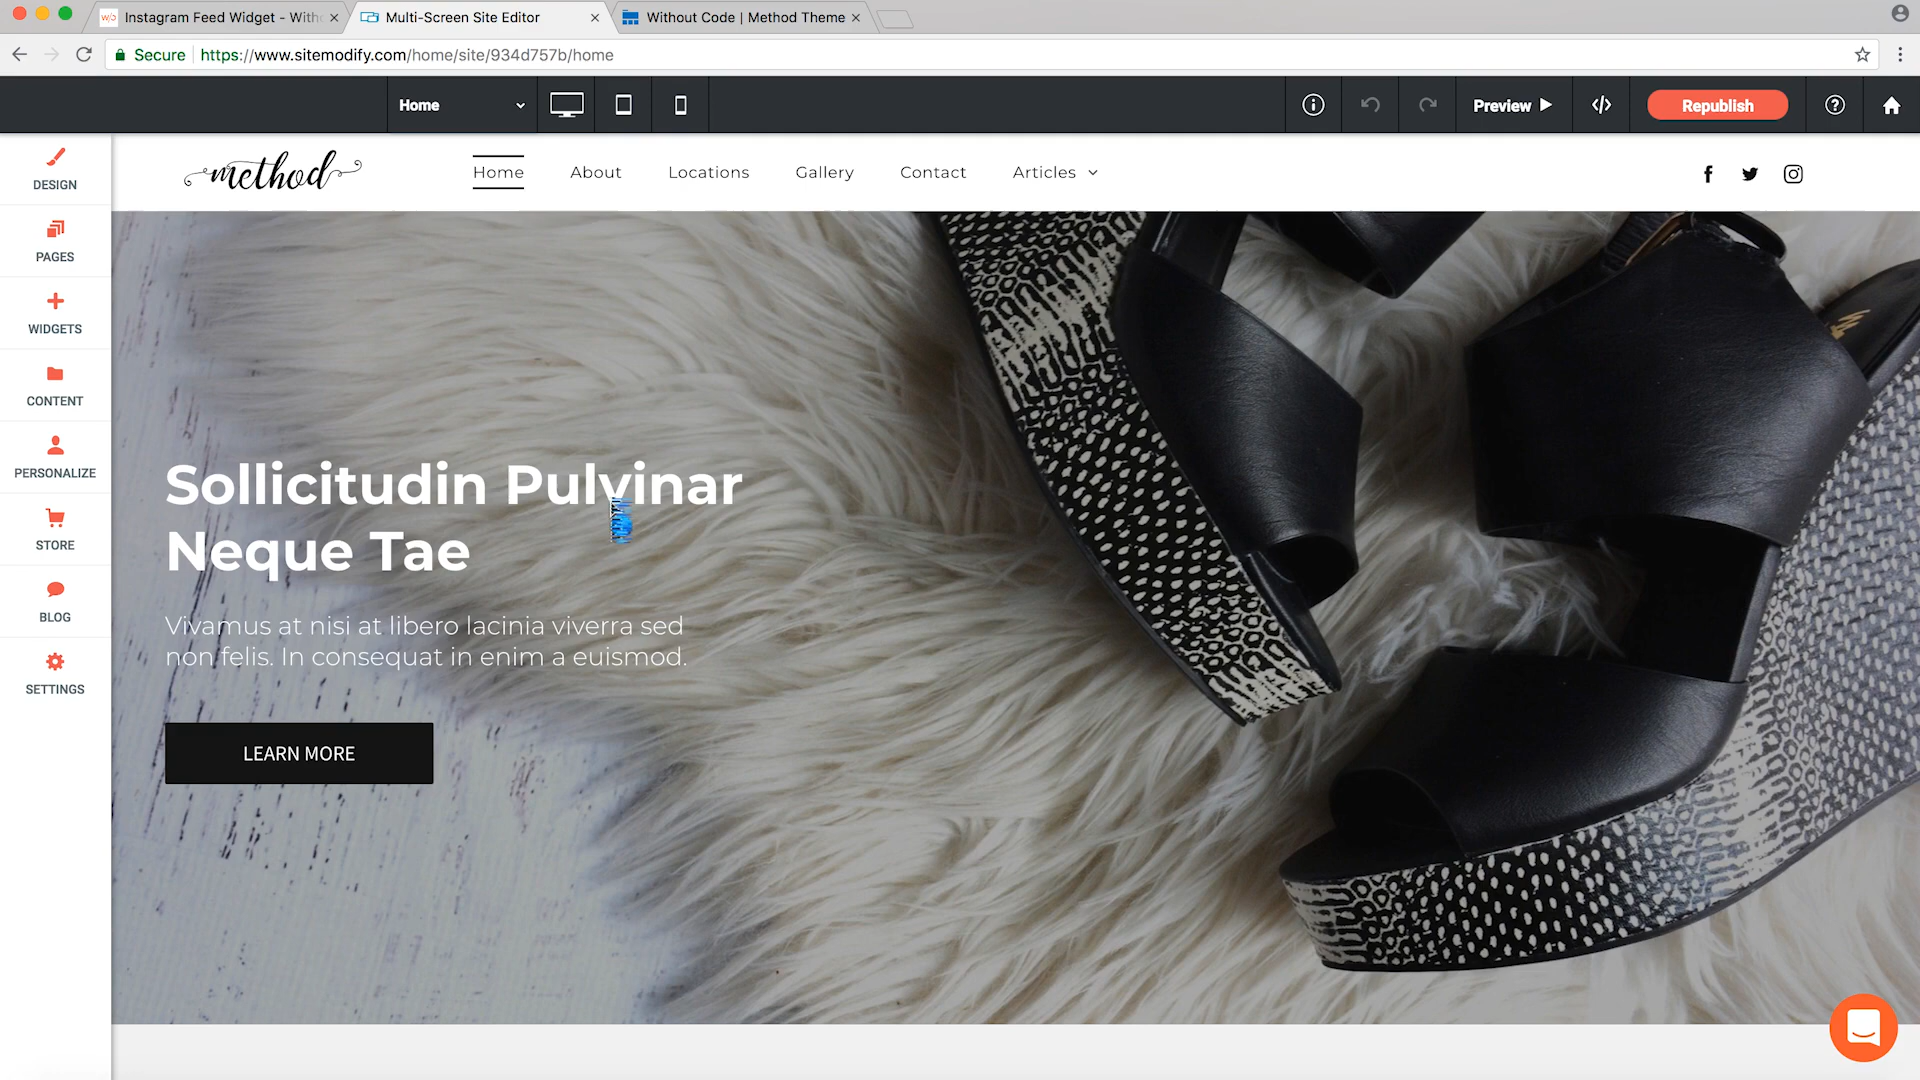 Instagram Feed Widget - With
Multi-Screen Site Editor
Without Code | Method Theme
Secure
https://www.sitemodify.com/home/site/934d757b/home
Home
Preview
Republish
DESIGN
PAGES
WIDGETS
CONTENT
PERSONALIZE
STORE
BLOG
SETTINGS
method
Home
About
Locations
Gallery
Contact
Articles
Sollicitudin Pulvinar
Neque Tae
Vivamus at nisi at libero lacinia viverra sed
non felis. In consequat in enim a euismod.
LEARN MORE